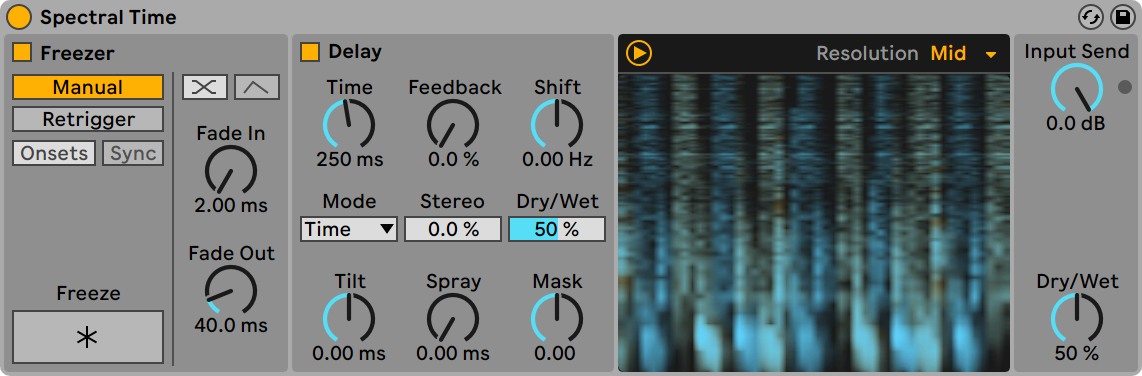 Spectral Time
Freezer
Manual
Retrigger
Onsets Sync
Fade In
2.00 ms
Fade Out
40.0 ms
Freeze
Delay
Time Feedback Shift
250 ms 0.0 % 0.00 Hz
Mode Stereo Dry/Wet
Time 0.0 % 50 %
Tilt Spray Mask
0.00 ms 0.00 ms 0.00
Resolution Mid
Input Send
0.0 dB
Dry/Wet
50 %